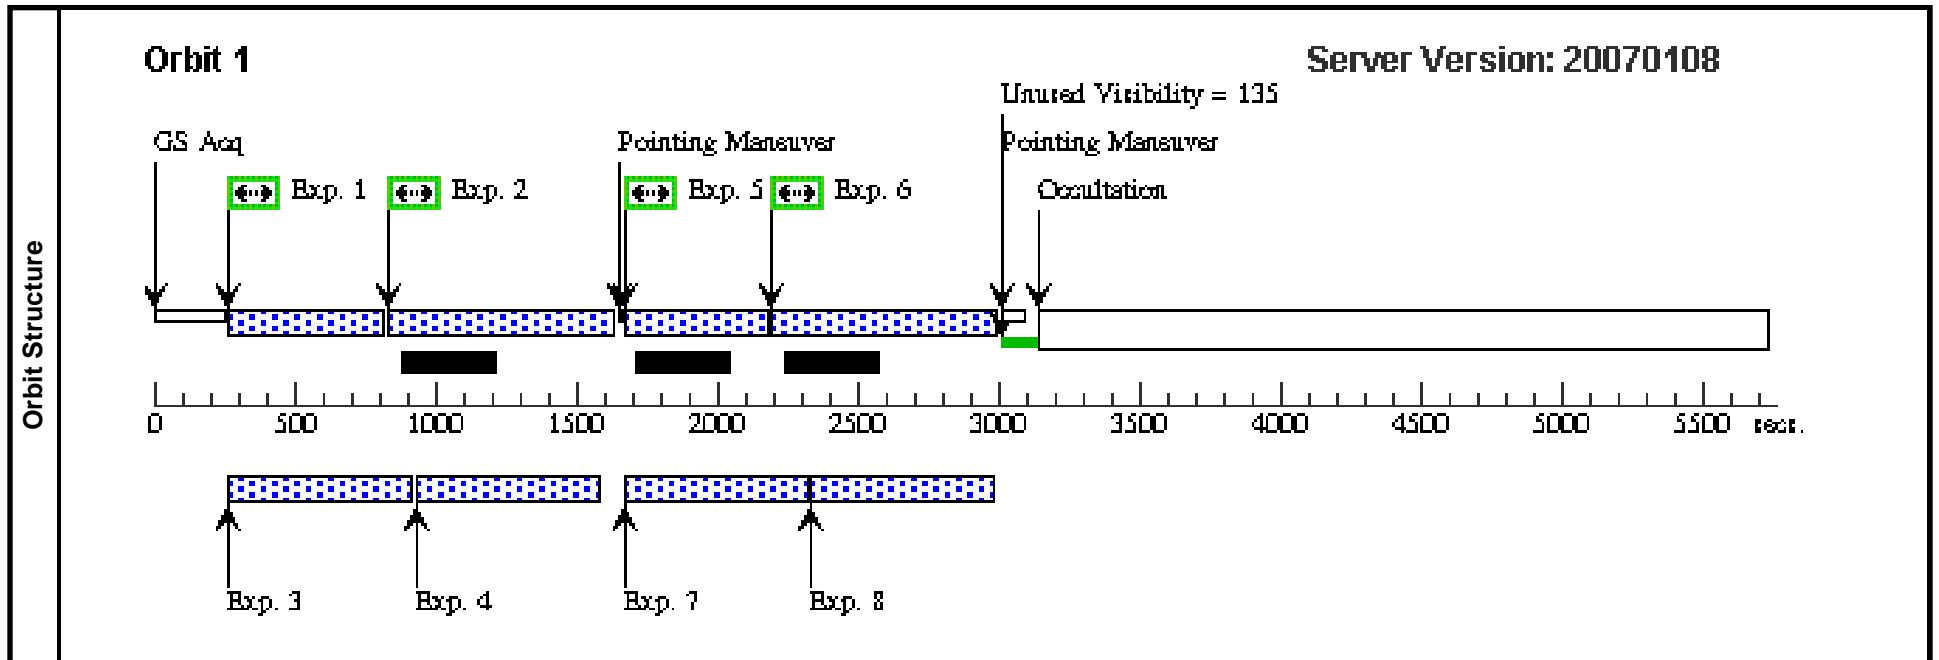 Orbit 1
Server Version: 20070108
Unused Visibility = 135
GS Acq
Pointing Maneuver
Pointing Maneuver
Exp. 1
Exp. 2
Exp. 5
Exp. 6
Occultation
Orbit Structure
0 500 1000 1500 2000 2500 3000 3500 4000 4500 5000 5500 secs.
Exp. 3
Exp. 4
Exp. 7
Exp. 8